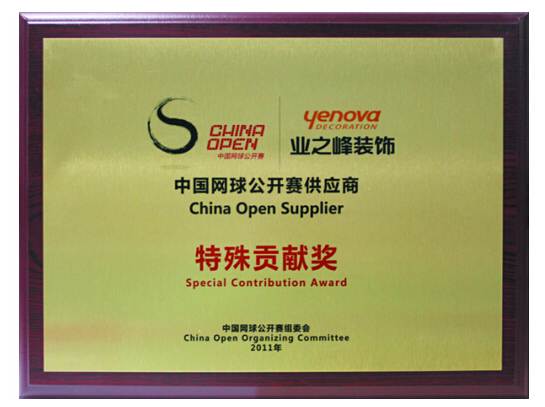 CHINA
OPEN
中国网球公开赛
yenova
DECORATION
业之峰装饰
中国网球公开赛供应商
China Open Supplier
特殊贡献奖
Special Contribution Award
中国网球公开赛组委会
China Open Organizing Committee
2011年